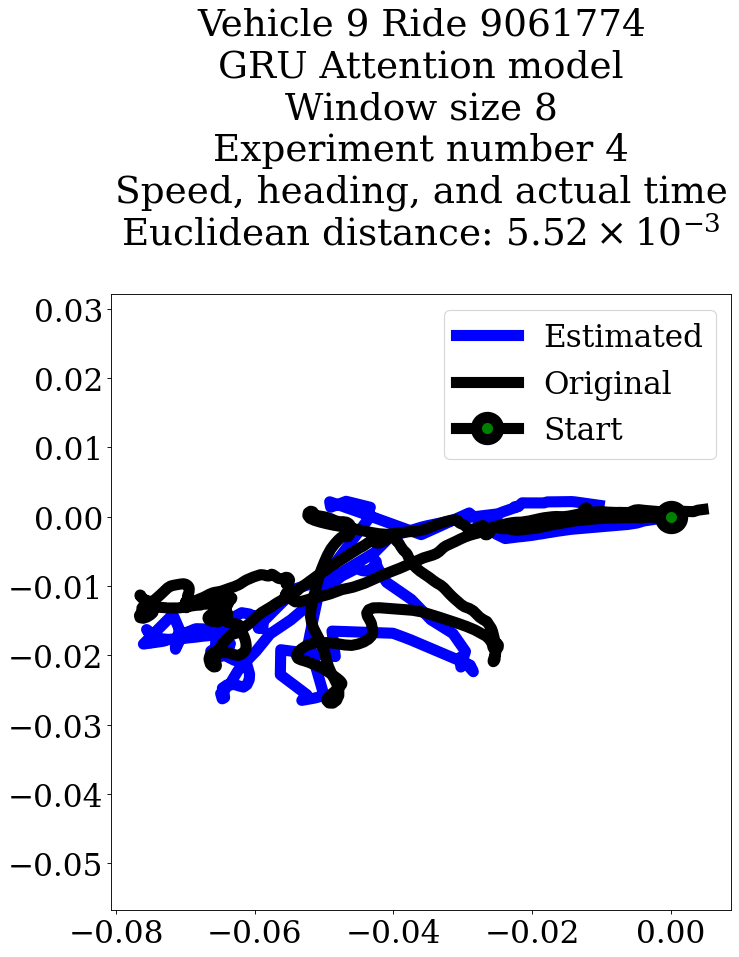 Vehicle 9 Ride 9061774
GRU Attention model
Window size 8
Experiment number 4
Speed, heading, and actual time
Euclidean distance: 5.52 × 10⁻³
Estimated
Original
Start
0.03
0.02
0.01
0.00
−0.01
−0.02
−0.03
−0.04
−0.05
−0.08 −0.06 −0.04 −0.02 0.00